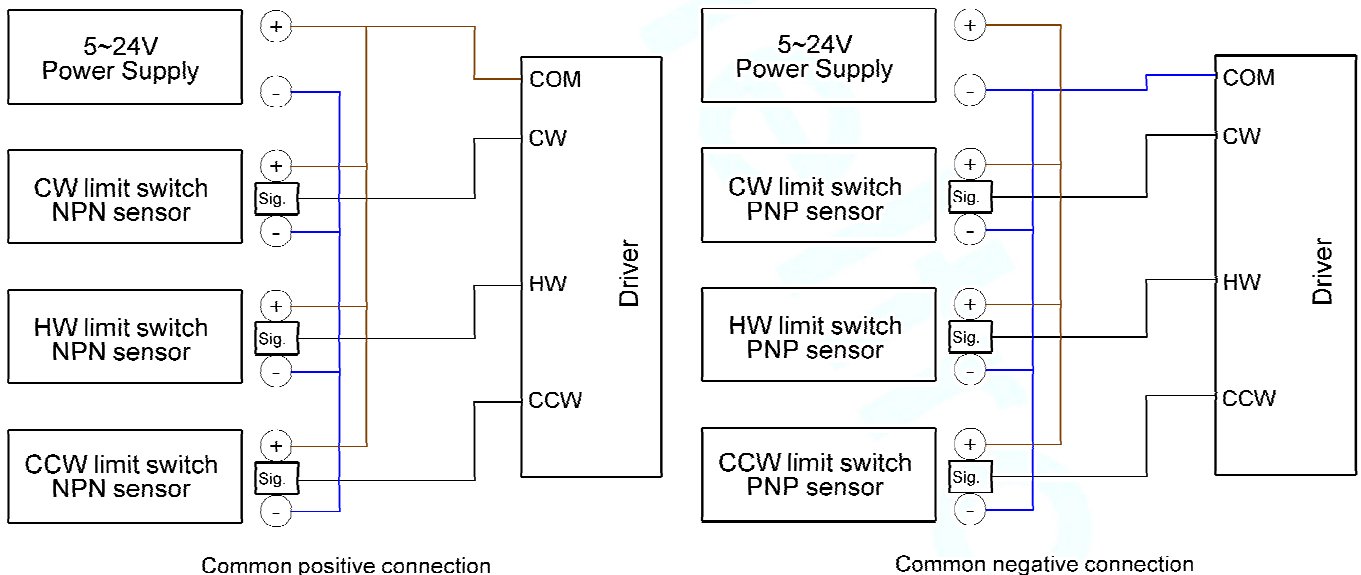 5~24V
Power Supply
+
-
CW limit switch
NPN sensor
+
Sig.
-
HW limit switch
NPN sensor
+
Sig.
-
CCW limit switch
NPN sensor
+
Sig.
-
COM
CW
HW
CCW
Driver
Common positive connection
5~24V
Power Supply
+
-
CW limit switch
PNP sensor
+
Sig.
-
HW limit switch
PNP sensor
+
Sig.
-
CCW limit switch
PNP sensor
+
Sig.
-
COM
CW
HW
CCW
Driver
Common negative connection